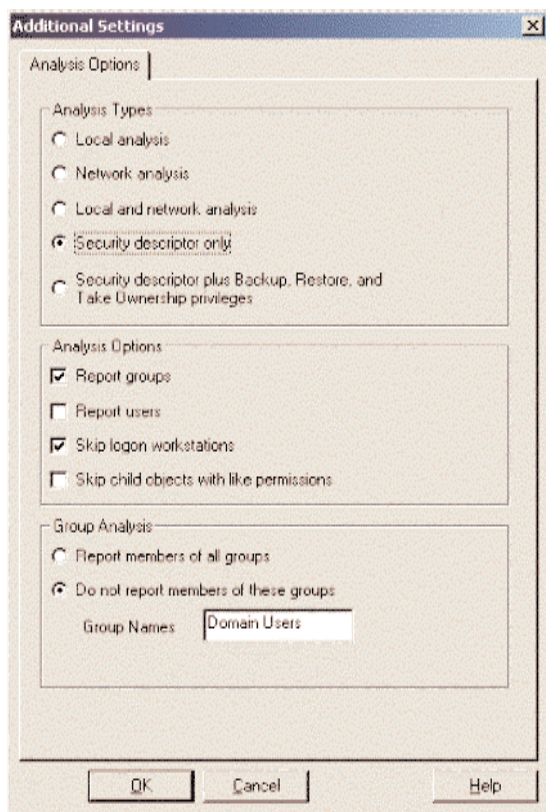 Additional Settings
Analysis Options
Analysis Types
Local analysis
Network analysis
Local and network analysis
Security descriptor only
Security descriptor plus Backup, Restore, and
Take Ownership privileges
Analysis Options
Report groups
Report users
Skip logon workstations
Skip child objects with like permissions
Group Analysis
Report members of all groups
Do not report members of these groups
Group Names
Domain Users
OK
Cancel
Help